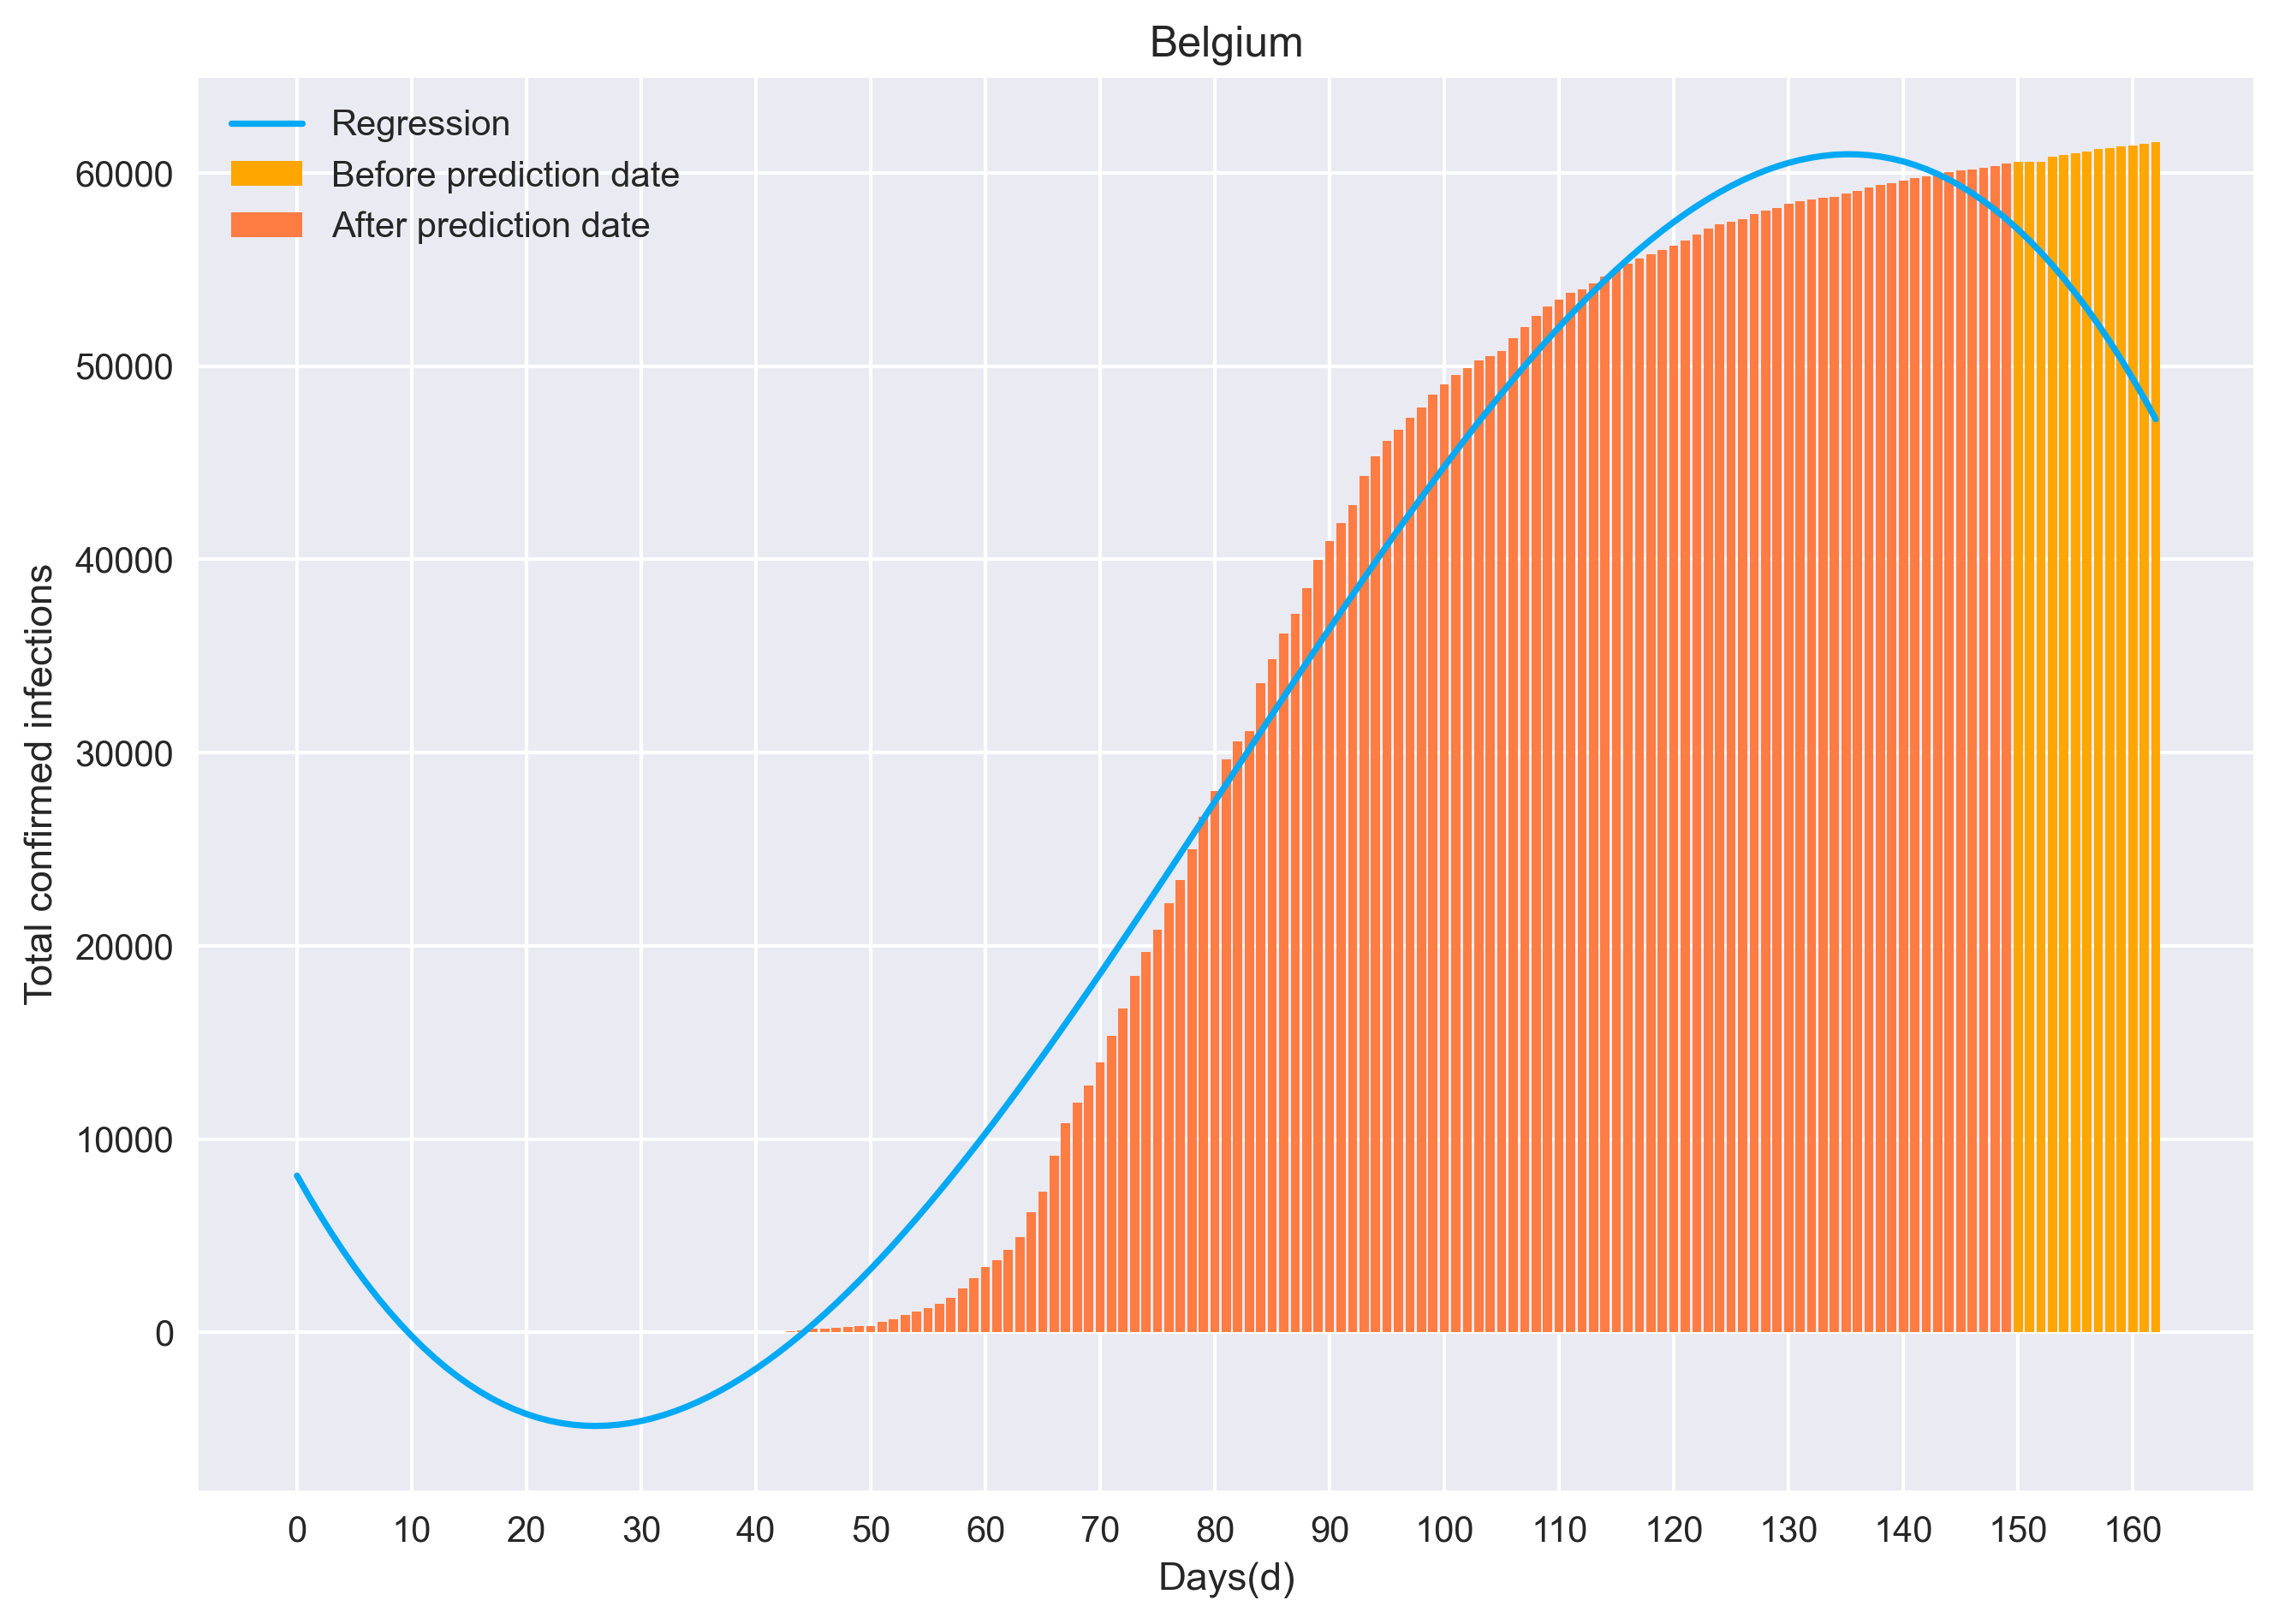 Belgium
Regression
Before prediction date
After prediction date
Total confirmed infections
60000
50000
40000
30000
20000
10000
0
0 10 20 30 40 50 60 70 80 90 100 110 120 130 140 150 160
Days(d)